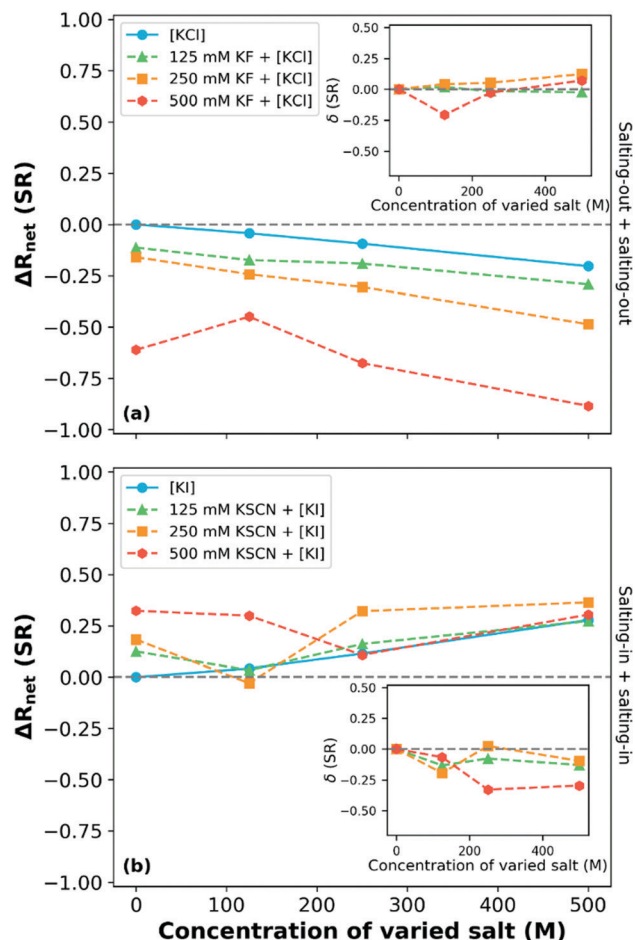 1.00
0.75
0.50
0.25
0.00
−0.25
−0.50
−0.75
−1.00
ΔR_net (SR)
[KCl]
125 mM KF + [KCl]
250 mM KF + [KCl]
500 mM KF + [KCl]
0.50
0.25
0.00
−0.25
−0.50
δ (SR)
0 200 400
Concentration of varied salt (M)
(a)
Salting-out + salting-out
1.00
0.75
0.50
0.25
0.00
−0.25
−0.50
−0.75
−1.00
ΔR_net (SR)
[KI]
125 mM KSCN + [KI]
250 mM KSCN + [KI]
500 mM KSCN + [KI]
0.50
0.25
0.00
−0.25
−0.50
δ (SR)
0 200 400
Concentration of varied salt (M)
(b)
Salting-in + salting-in
0 100 200 300 400 500
Concentration of varied salt (M)